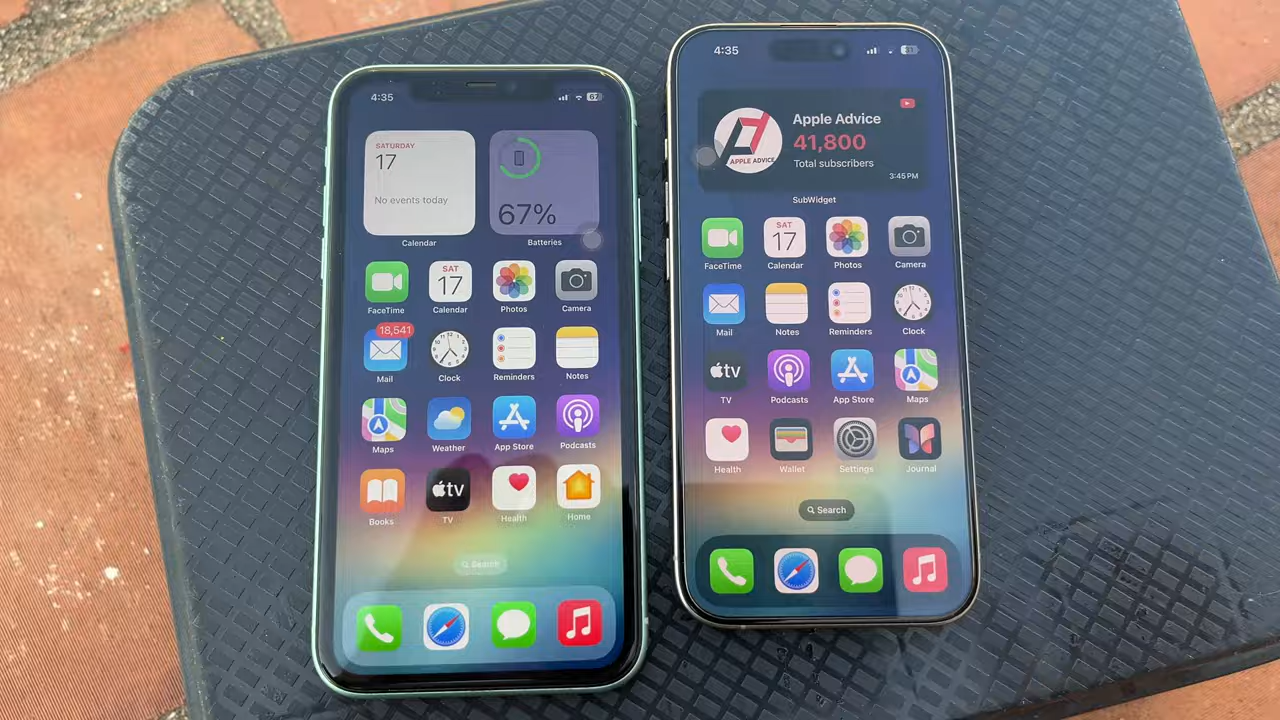 4:35
67
SATURDAY
17
No events today
Calendar
67%
Batteries
FaceTime
SAT
17
Calendar
Photos
Camera
18,541
Mail
Clock
Reminders
Notes
Maps
Weather
App Store
Podcasts
Books
tv
TV
Health
Home
Search
4:35
Apple Advice
41,800
Total subscribers
3:45 PM
APPLE ADVICE
SubWidget
FaceTime
SAT
17
Calendar
Photos
Camera
Mail
Notes
Reminders
Clock
tv
TV
Podcasts
App Store
Maps
Health
Wallet
Settings
Journal
Search